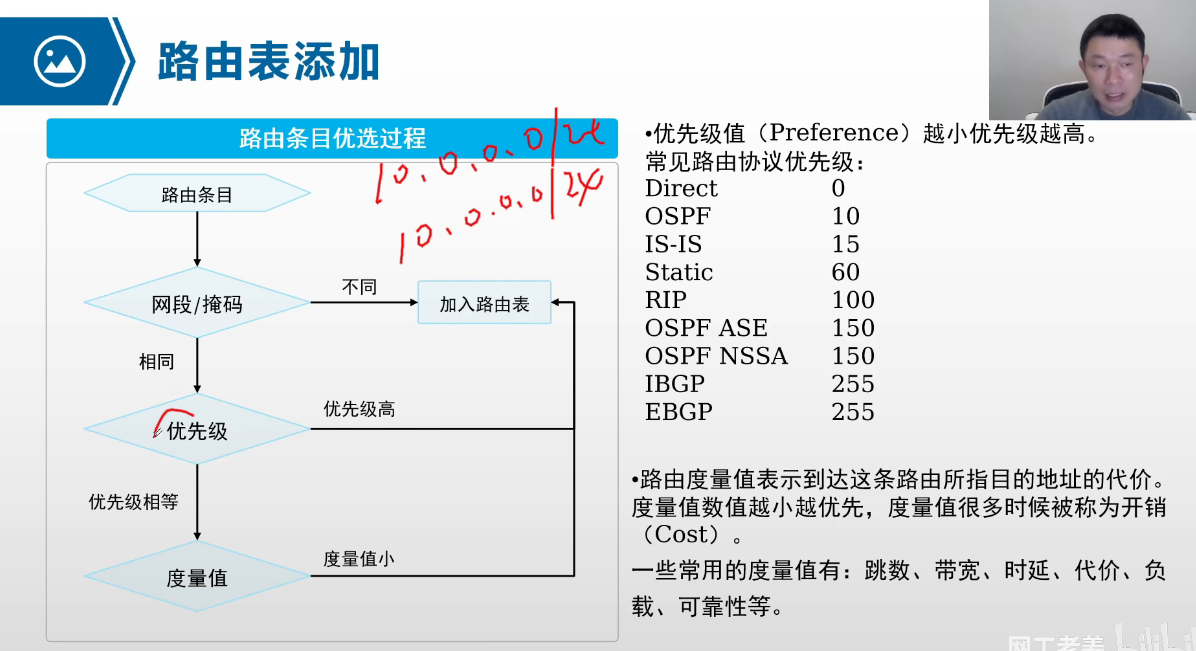 路由表添加
路由条目优选过程
10.0.0.0/24
10.0.0.0/24
路由条目
网段/掩码
不同
加入路由表
相同
优先级
优先级高
优先级相等
度量值
度量值小
•优先级值（Preference）越小优先级越高。
常见路由协议优先级：
Direct 0
OSPF 10
IS-IS 15
Static 60
RIP 100
OSPF ASE 150
OSPF NSSA 150
IBGP 255
EBGP 255
•路由度量值表示到达这条路由所指目的地址的代价。
度量值数值越小越优先，度量值很多时候被称为开销
（Cost）。
一些常用的度量值有：跳数、带宽、时延、代价、负
载、可靠性等。
网工老姜 bilibili